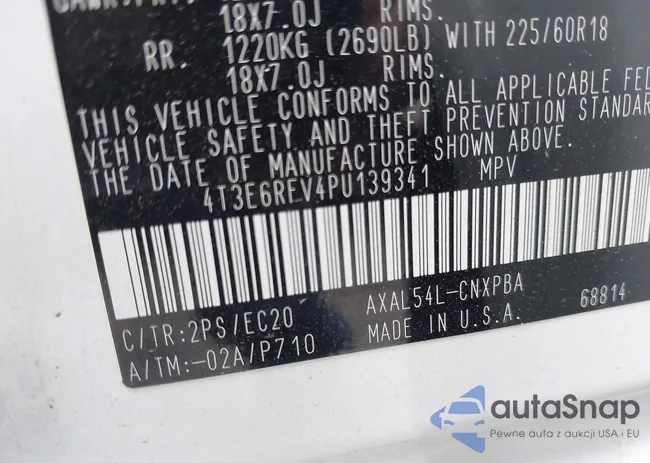 18X7.0J RIMS.
RR. 1220KG (2690LB) WITH 225/60R18
18X7.0J RIMS.
THIS VEHICLE CONFORMS TO ALL APPLICABLE FED
VEHICLE SAFETY AND THEFT PREVENTION STANDAR
THE DATE OF MANUFACTURE SHOWN ABOVE.
4T3E6RFV4PU139341 MPV
C/TR:2PS/EC20 AXAL54L-CNXPBA 68814
A/TM:-02A/P710 MADE IN U.S.A.
autaSnap
Pewne auta z aukcji USA i EU